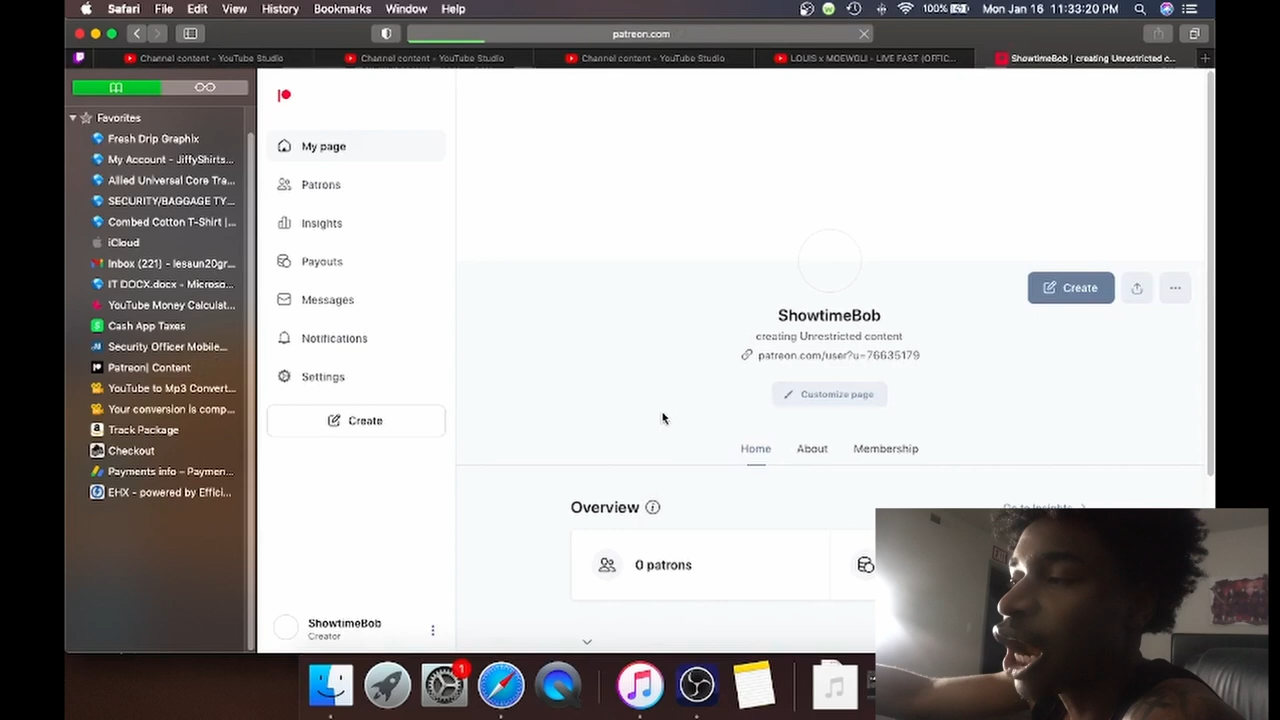 Safari File Edit View History Bookmarks Window Help
100% Mon Jan 16 11:33:20 PM
patreon.com
Channel content - YouTube Studio
Channel content - YouTube Studio
Channel content - YouTube Studio
LOUIS x MOEWOLI - LIVE FAST (OFFIC...
ShowtimeBob | creating Unrestricted c...
Favorites
Fresh Drip Graphix
My Account - JiffyShirts...
Allied Universal Core Tra...
SECURITY/BAGGAGE TY...
Combed Cotton T-Shirt |...
iCloud
Inbox (221) - lesaun20gr...
IT DOCX.docx - Microso...
YouTube Money Calculat...
Cash App Taxes
Security Officer Mobile...
Patreon| Content
YouTube to Mp3 Convert...
Your conversion is comp...
Track Package
Checkout
Payments info – Paymen...
EHX - powered by Effici...
My page
Patrons
Insights
Payouts
Messages
Notifications
Settings
Create
ShowtimeBob
Creator
Create
ShowtimeBob
creating Unrestricted content
patreon.com/user?u=76635179
Customize page
Home About Membership
Overview
Go to Insights
0 patrons
1